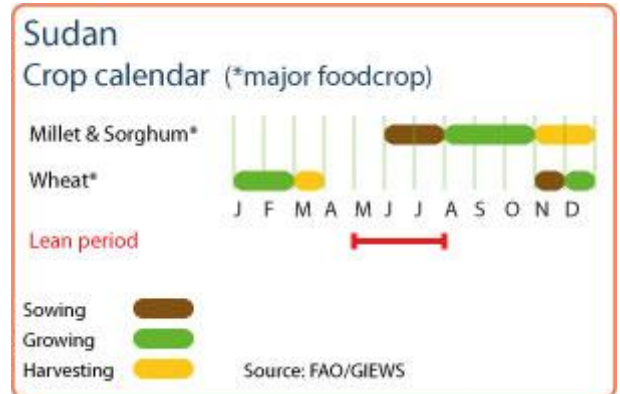 Sudan
Crop calendar (*major foodcrop)
Millet & Sorghum*
Wheat*
J F M A M J J A S O N D
Lean period
Sowing
Growing
Harvesting
Source: FAO/GIEWS